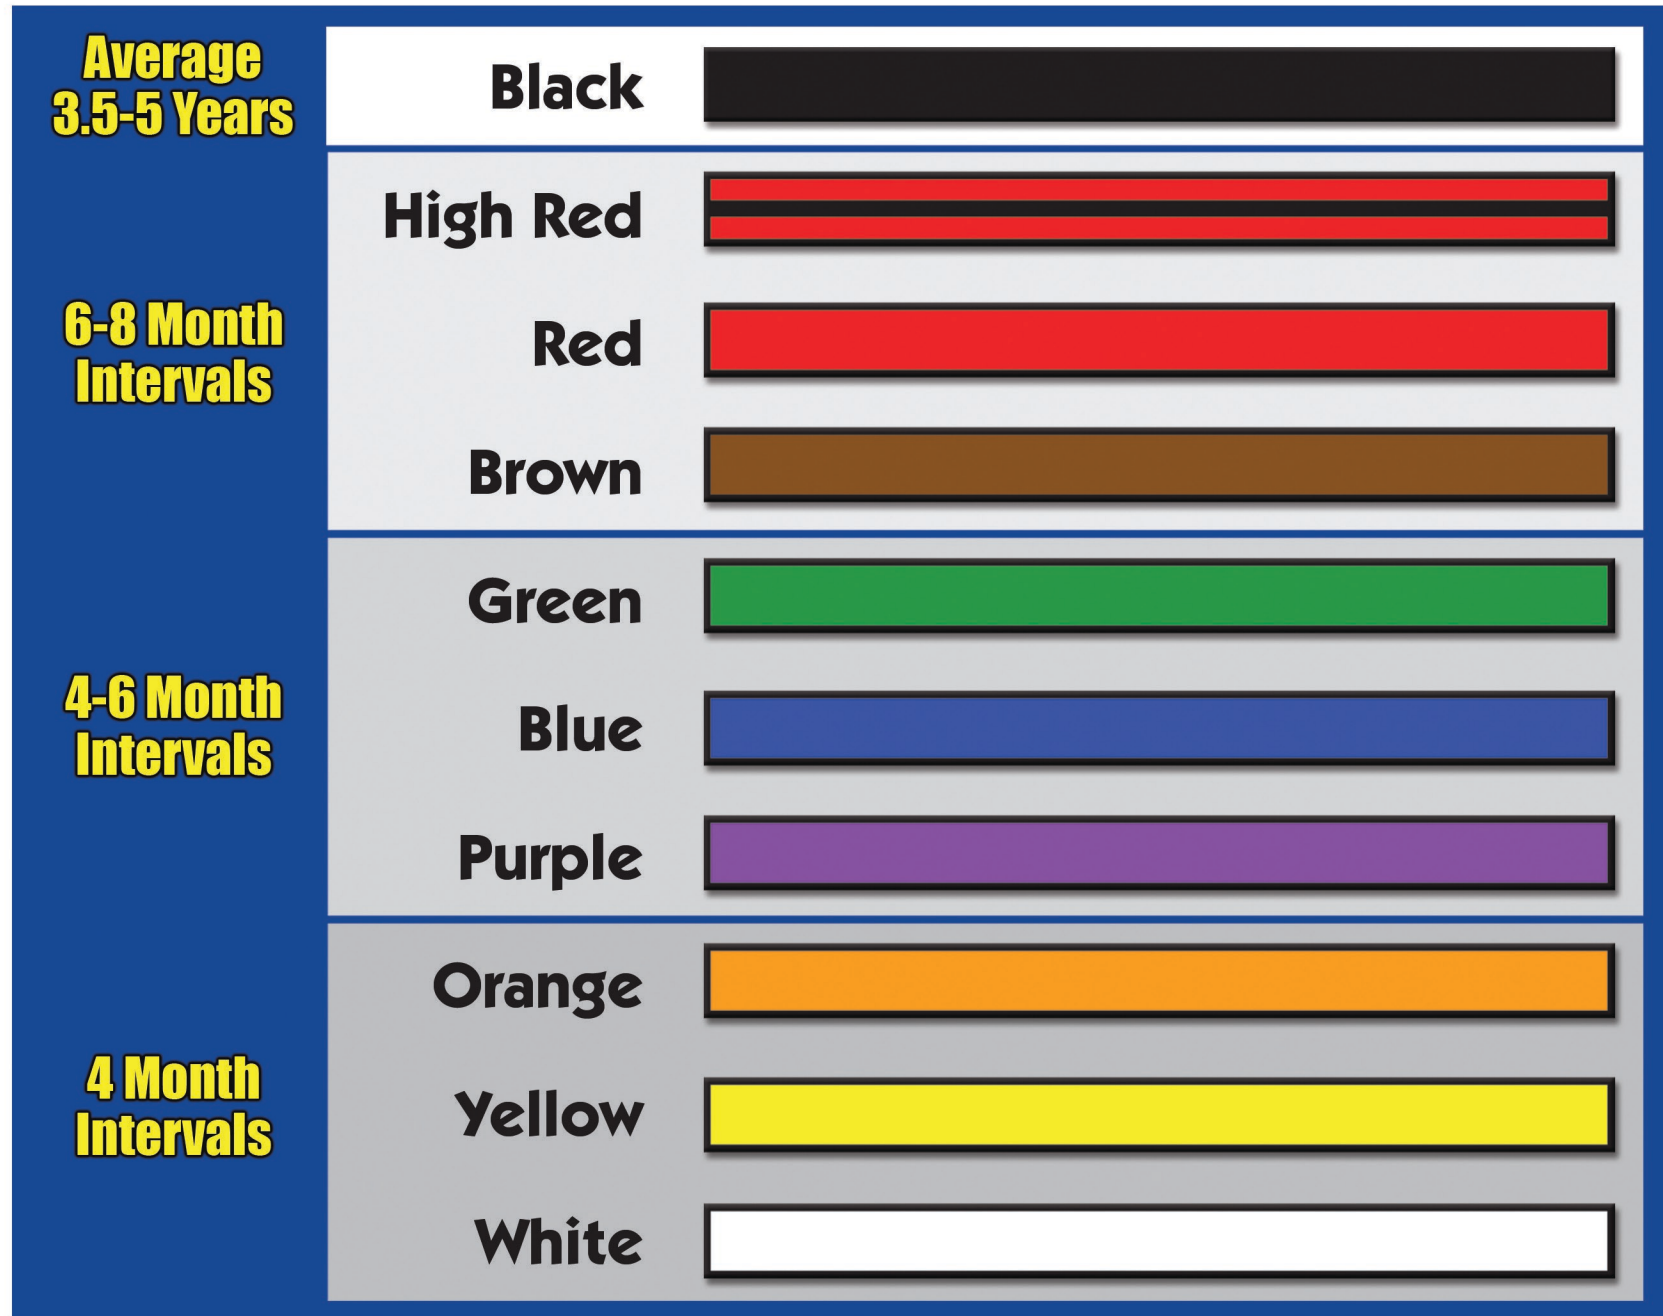 Average
3.5-5 Years
Black
High Red
6-8 Month
Intervals
Red
Brown
Green
4-6 Month
Intervals
Blue
Purple
Orange
4 Month
Intervals
Yellow
White